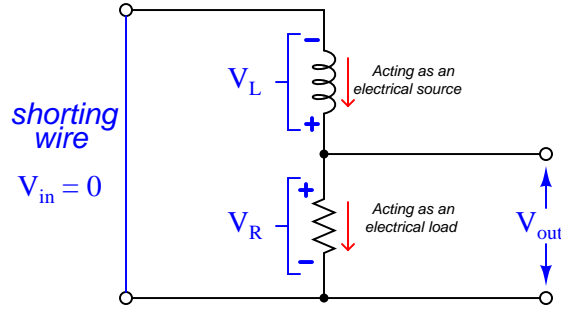 −
V_L
+
Acting as an
electrical source
shorting
wire
V_in = 0
+
V_R
−
Acting as an
electrical load
V_out